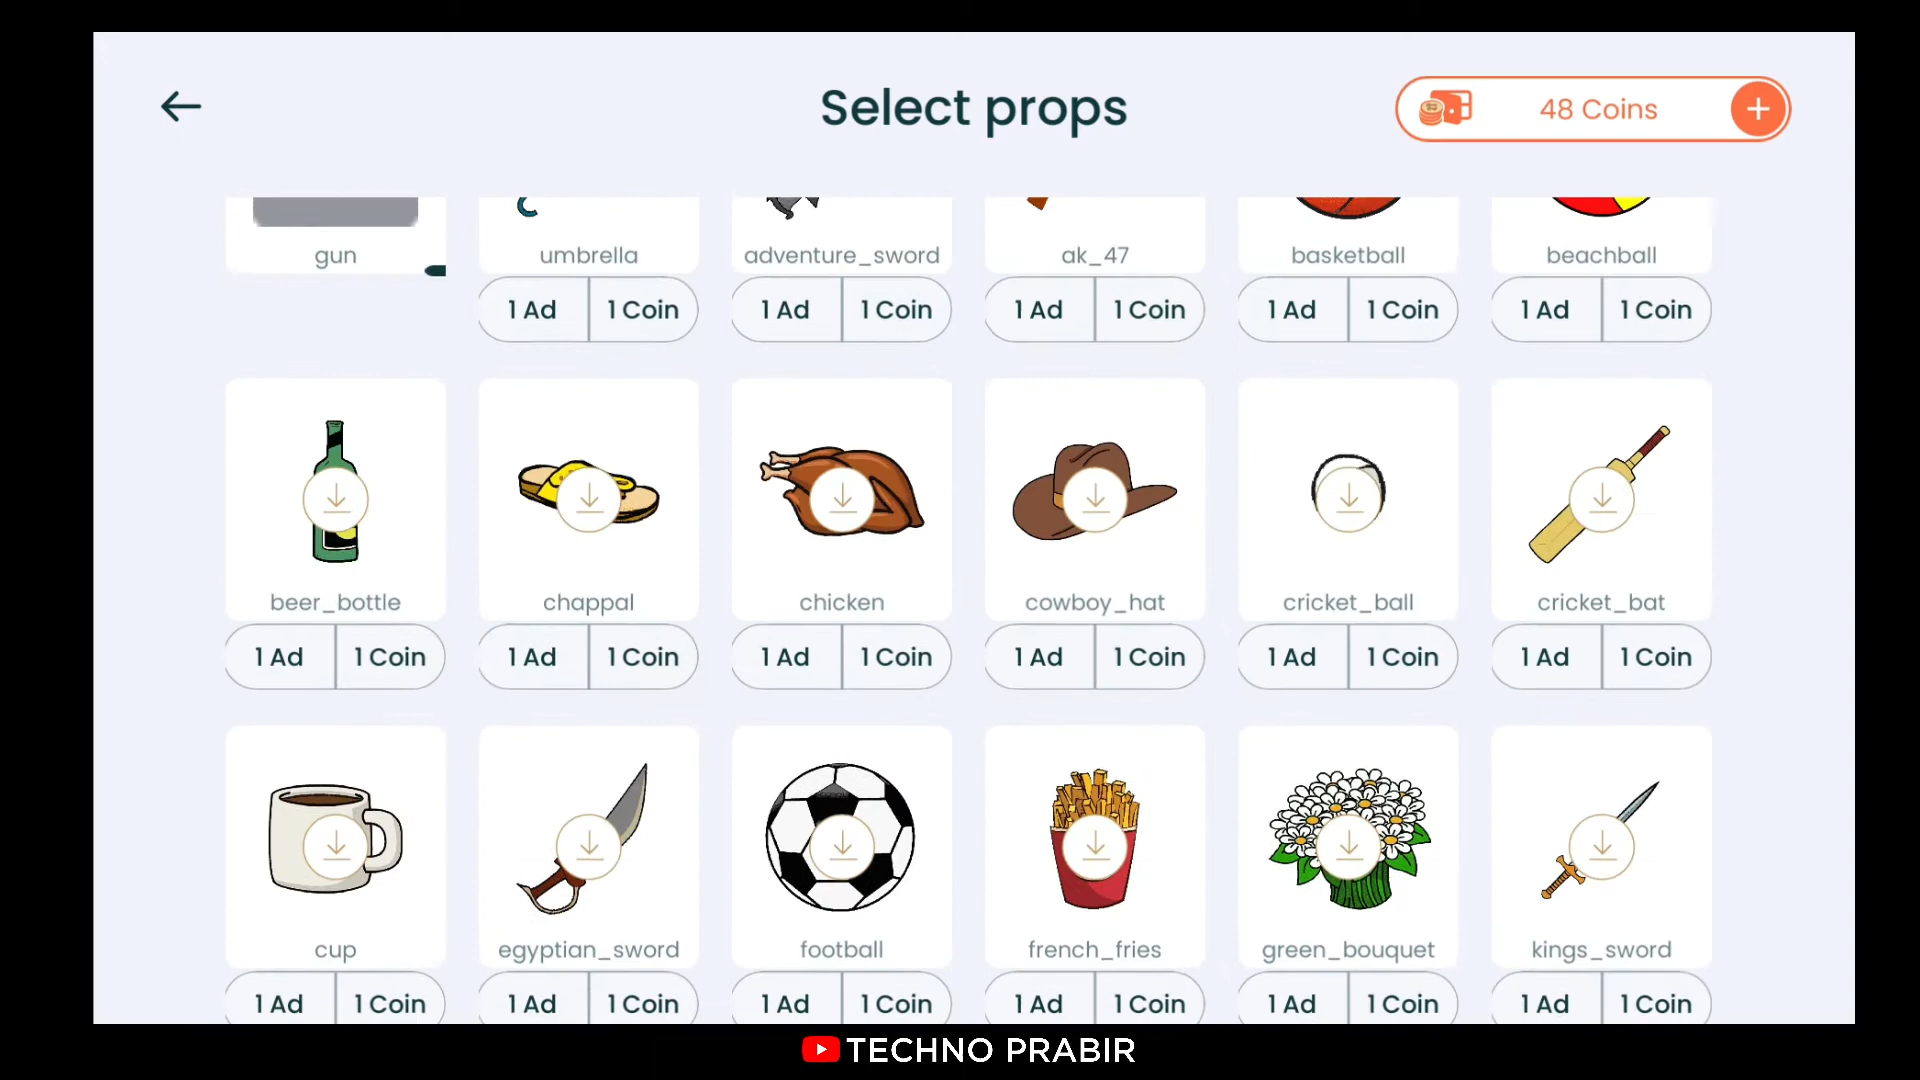 Select props
48 Coins
gun
umbrella
adventure_sword
ak_47
basketball
beachball
1 Ad 1 Coin
1 Ad 1 Coin
1 Ad 1 Coin
1 Ad 1 Coin
1 Ad 1 Coin
beer_bottle
chappal
chicken
cowboy_hat
cricket_ball
cricket_bat
1 Ad 1 Coin
1 Ad 1 Coin
1 Ad 1 Coin
1 Ad 1 Coin
1 Ad 1 Coin
1 Ad 1 Coin
cup
egyptian_sword
football
french_fries
green_bouquet
kings_sword
1 Ad 1 Coin
1 Ad 1 Coin
1 Ad 1 Coin
1 Ad 1 Coin
1 Ad 1 Coin
1 Ad 1 Coin
TECHNO PRABIR